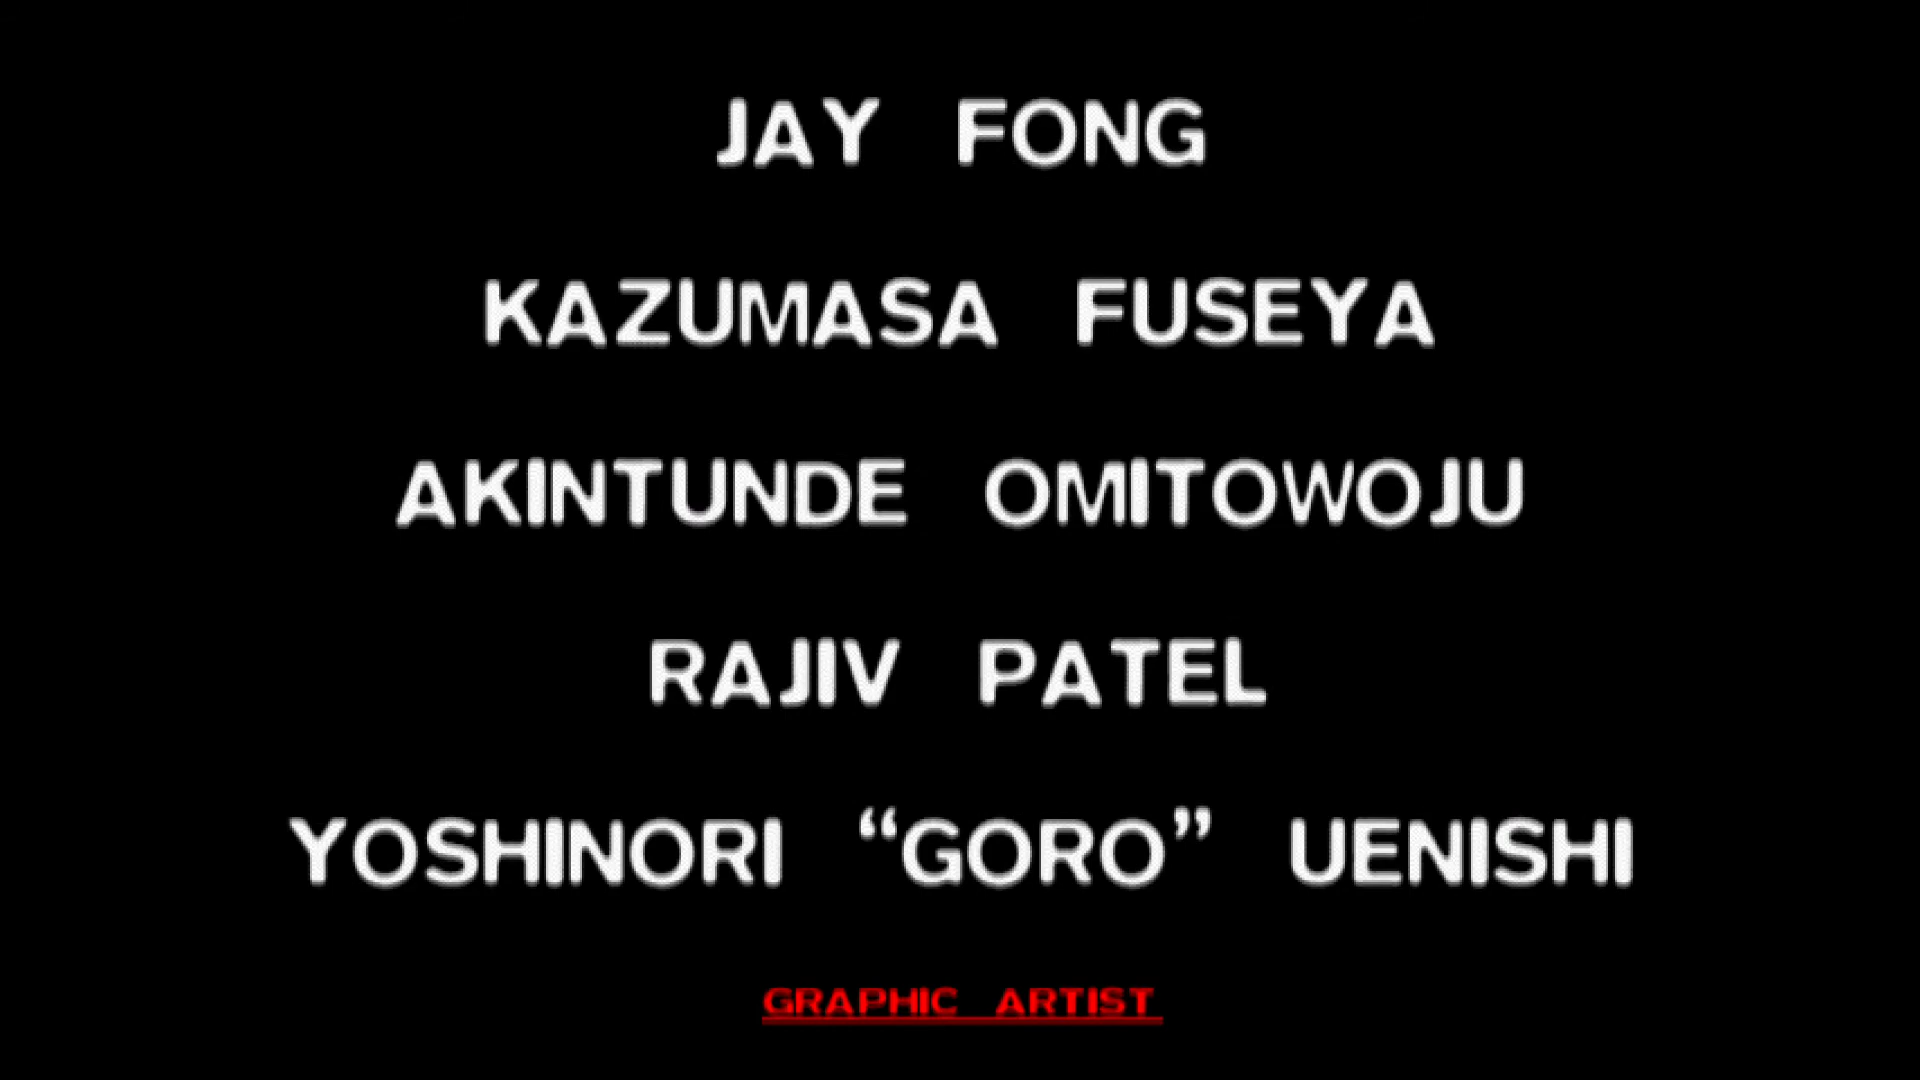 JAY FONG
KAZUMASA FUSEYA
AKINTUNDE OMITOWOJU
RAJIV PATEL
YOSHINORI “GORO” UENISHI
GRAPHIC ARTIST